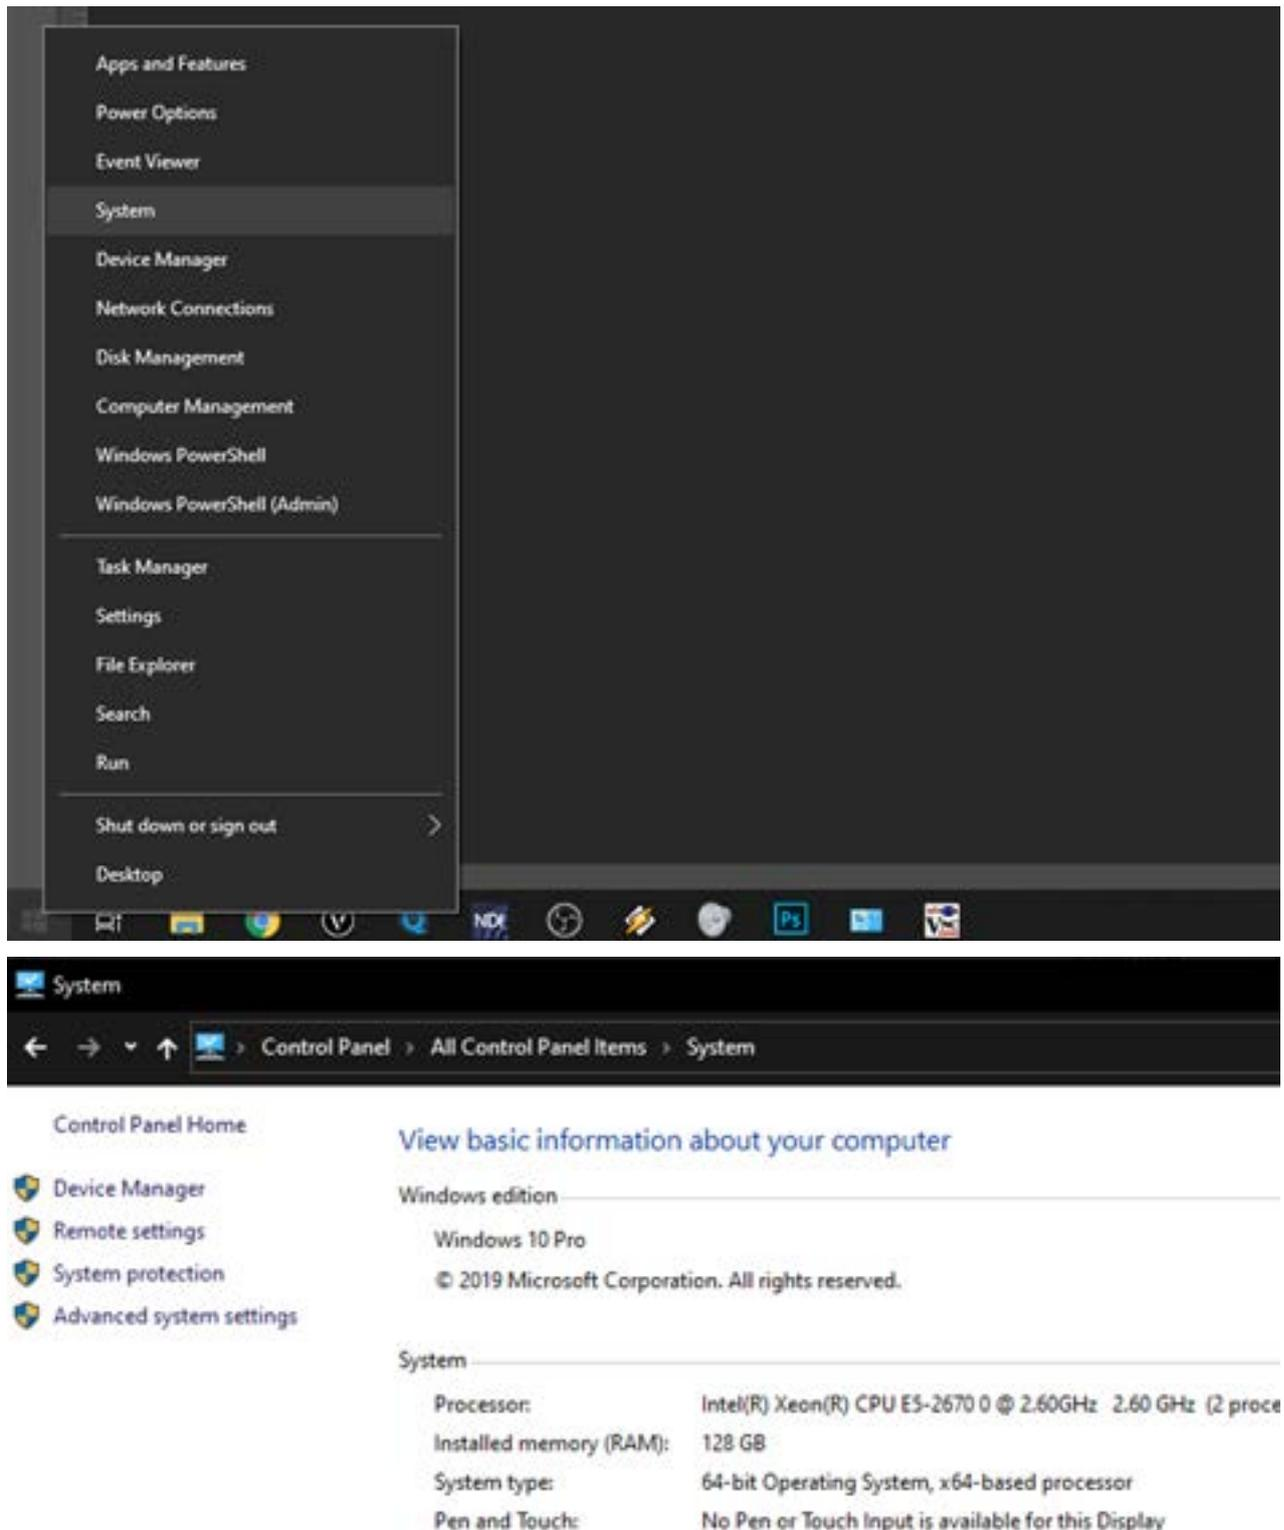 Apps and Features
Power Options
Event Viewer
System
Device Manager
Network Connections
Disk Management
Computer Management
Windows PowerShell
Windows PowerShell (Admin)
Task Manager
Settings
File Explorer
Search
Run
Shut down or sign out
Desktop
NDI
Ps
System
Control Panel > All Control Panel Items > System
Control Panel Home
Device Manager
Remote settings
System protection
Advanced system settings
View basic information about your computer
Windows edition
Windows 10 Pro
© 2019 Microsoft Corporation. All rights reserved.
System
Processor: Intel(R) Xeon(R) CPU E5-2670 0 @ 2.60GHz 2.60 GHz (2 proce
Installed memory (RAM): 128 GB
System type: 64-bit Operating System, x64-based processor
Pen and Touch: No Pen or Touch Input is available for this Display